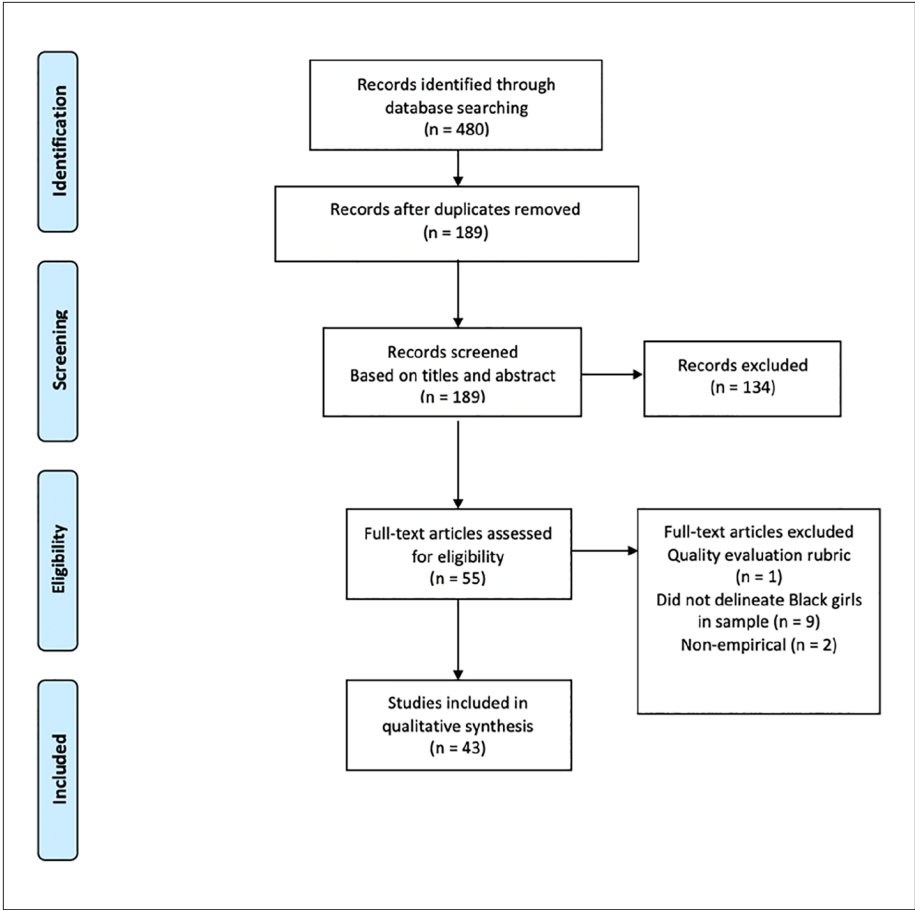 Identification
Records identified through
database searching
(n = 480)
Records after duplicates removed
(n = 189)
Screening
Records screened
Based on titles and abstract
(n = 189)
Records excluded
(n = 134)
Eligibility
Full-text articles assessed
for eligibility
(n = 55)
Full-text articles excluded
Quality evaluation rubric
(n = 1)
Did not delineate Black girls
in sample (n = 9)
Non-empirical (n = 2)
Included
Studies included in
qualitative synthesis
(n = 43)